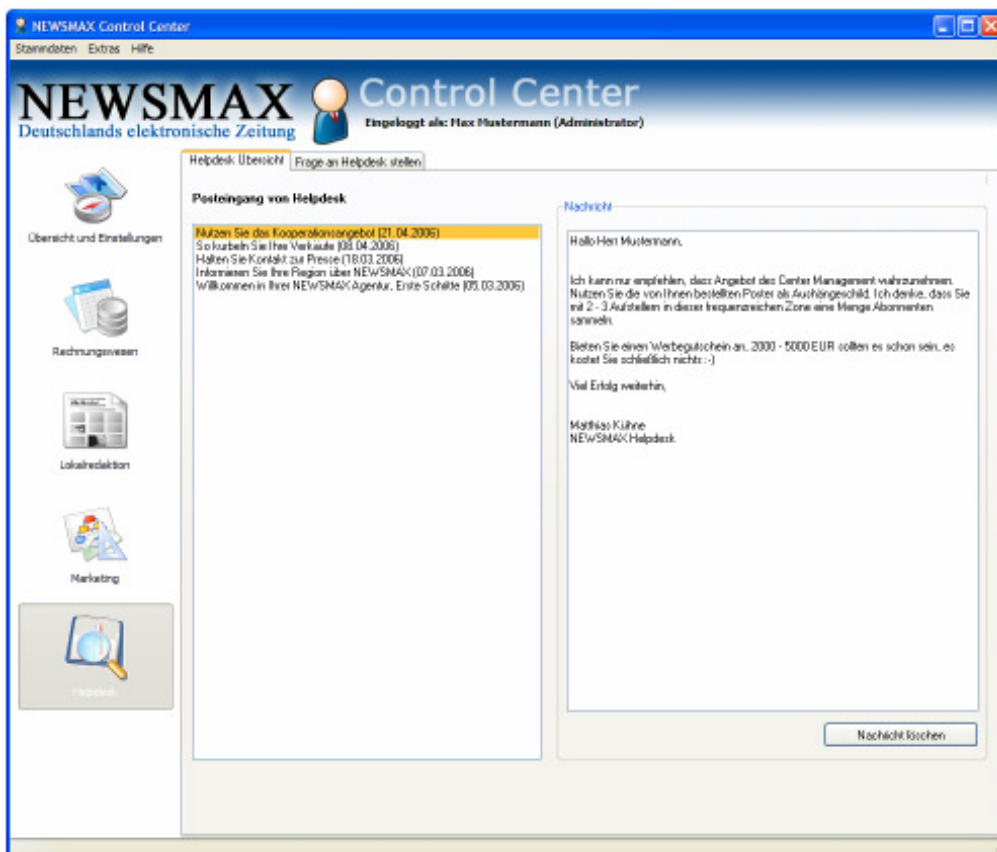 NEWSMAX Control Center
Stammdaten Extras Hilfe
NEWSMAX
Deutschlands elektronische Zeitung
Control Center
Eingeloggt als: Max Mustermann (Administrator)
Helpdesk Übersicht
Frage an Helpdesk stellen
Übersicht und Einstellungen
Rechnungswesen
Lokalredaktion
Marketing
Helpdesk
Posteingang von Helpdesk
Nutzen Sie das Kooperationsangebot (21.04.2006)
So kurbeln Sie Ihre Verkäufe (08.04.2006)
Halten Sie Kontakt zur Presse (18.03.2006)
Informieren Sie Ihre Region über NEWSMAX (07.03.2006)
Willkommen in Ihrer NEWSMAX Agentur, Erste Schritte (05.03.2006)
Nachricht
Hallo Herr Mustermann,
Ich kann nur empfehlen, dass Angebot des Center Management wahrzunehmen.
Nutzen Sie die von Ihnen bestellten Poster als Aushängeschild. Ich denke, dass Sie
mit 2 - 3 Aufstellern in dieser frequenzreichen Zone eine Menge Abonnenten
sammeln.
Bieten Sie einen Werbegutschein an, 2000 - 5000 EUR sollten es schon sein, es
kostet Sie schließlich nichts :-)
Viel Erfolg weiterhin,
Matthias Kühne
NEWSMAX Helpdesk
Nachricht löschen